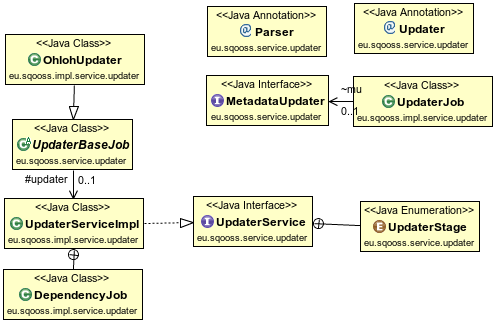 <<Java Annotation>>
Parser
eu.sqooss.service.updater
<<Java Annotation>>
Updater
eu.sqooss.service.updater
<<Java Class>>
OhlohUpdater
eu.sqooss.impl.service.updater
<<Java Interface>>
MetadataUpdater
eu.sqooss.service.updater
~mu
0..1
<<Java Class>>
UpdaterJob
eu.sqooss.impl.service.updater
<<Java Class>>
UpdaterBaseJob
eu.sqooss.service.updater
#updater
0..1
<<Java Class>>
UpdaterServiceImpl
eu.sqooss.impl.service.updater
<<Java Interface>>
UpdaterService
eu.sqooss.service.updater
<<Java Enumeration>>
UpdaterStage
eu.sqooss.service.updater
<<Java Class>>
DependencyJob
eu.sqooss.impl.service.updater